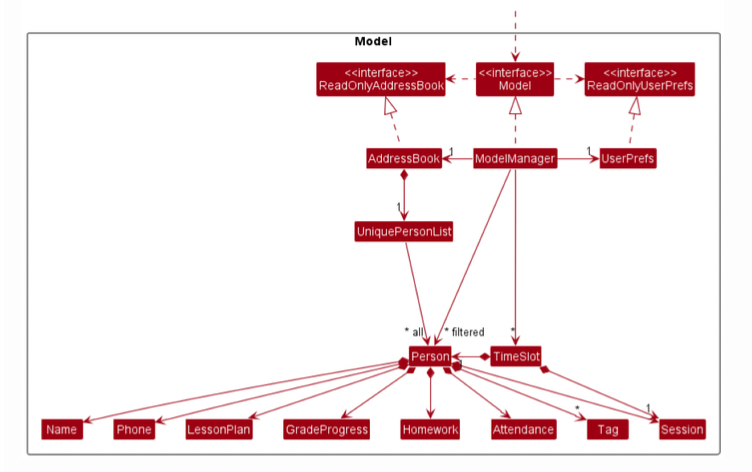 Model
<<interface>>
ReadOnlyAddressBook
<<interface>>
Model
<<interface>>
ReadOnlyUserPrefs
AddressBook
1
ModelManager
1
UserPrefs
1
UniquePersonList
* all
* filtered
*
Person
TimeSlot
*
1
Name
Phone
LessonPlan
GradeProgress
Homework
Attendance
Tag
Session